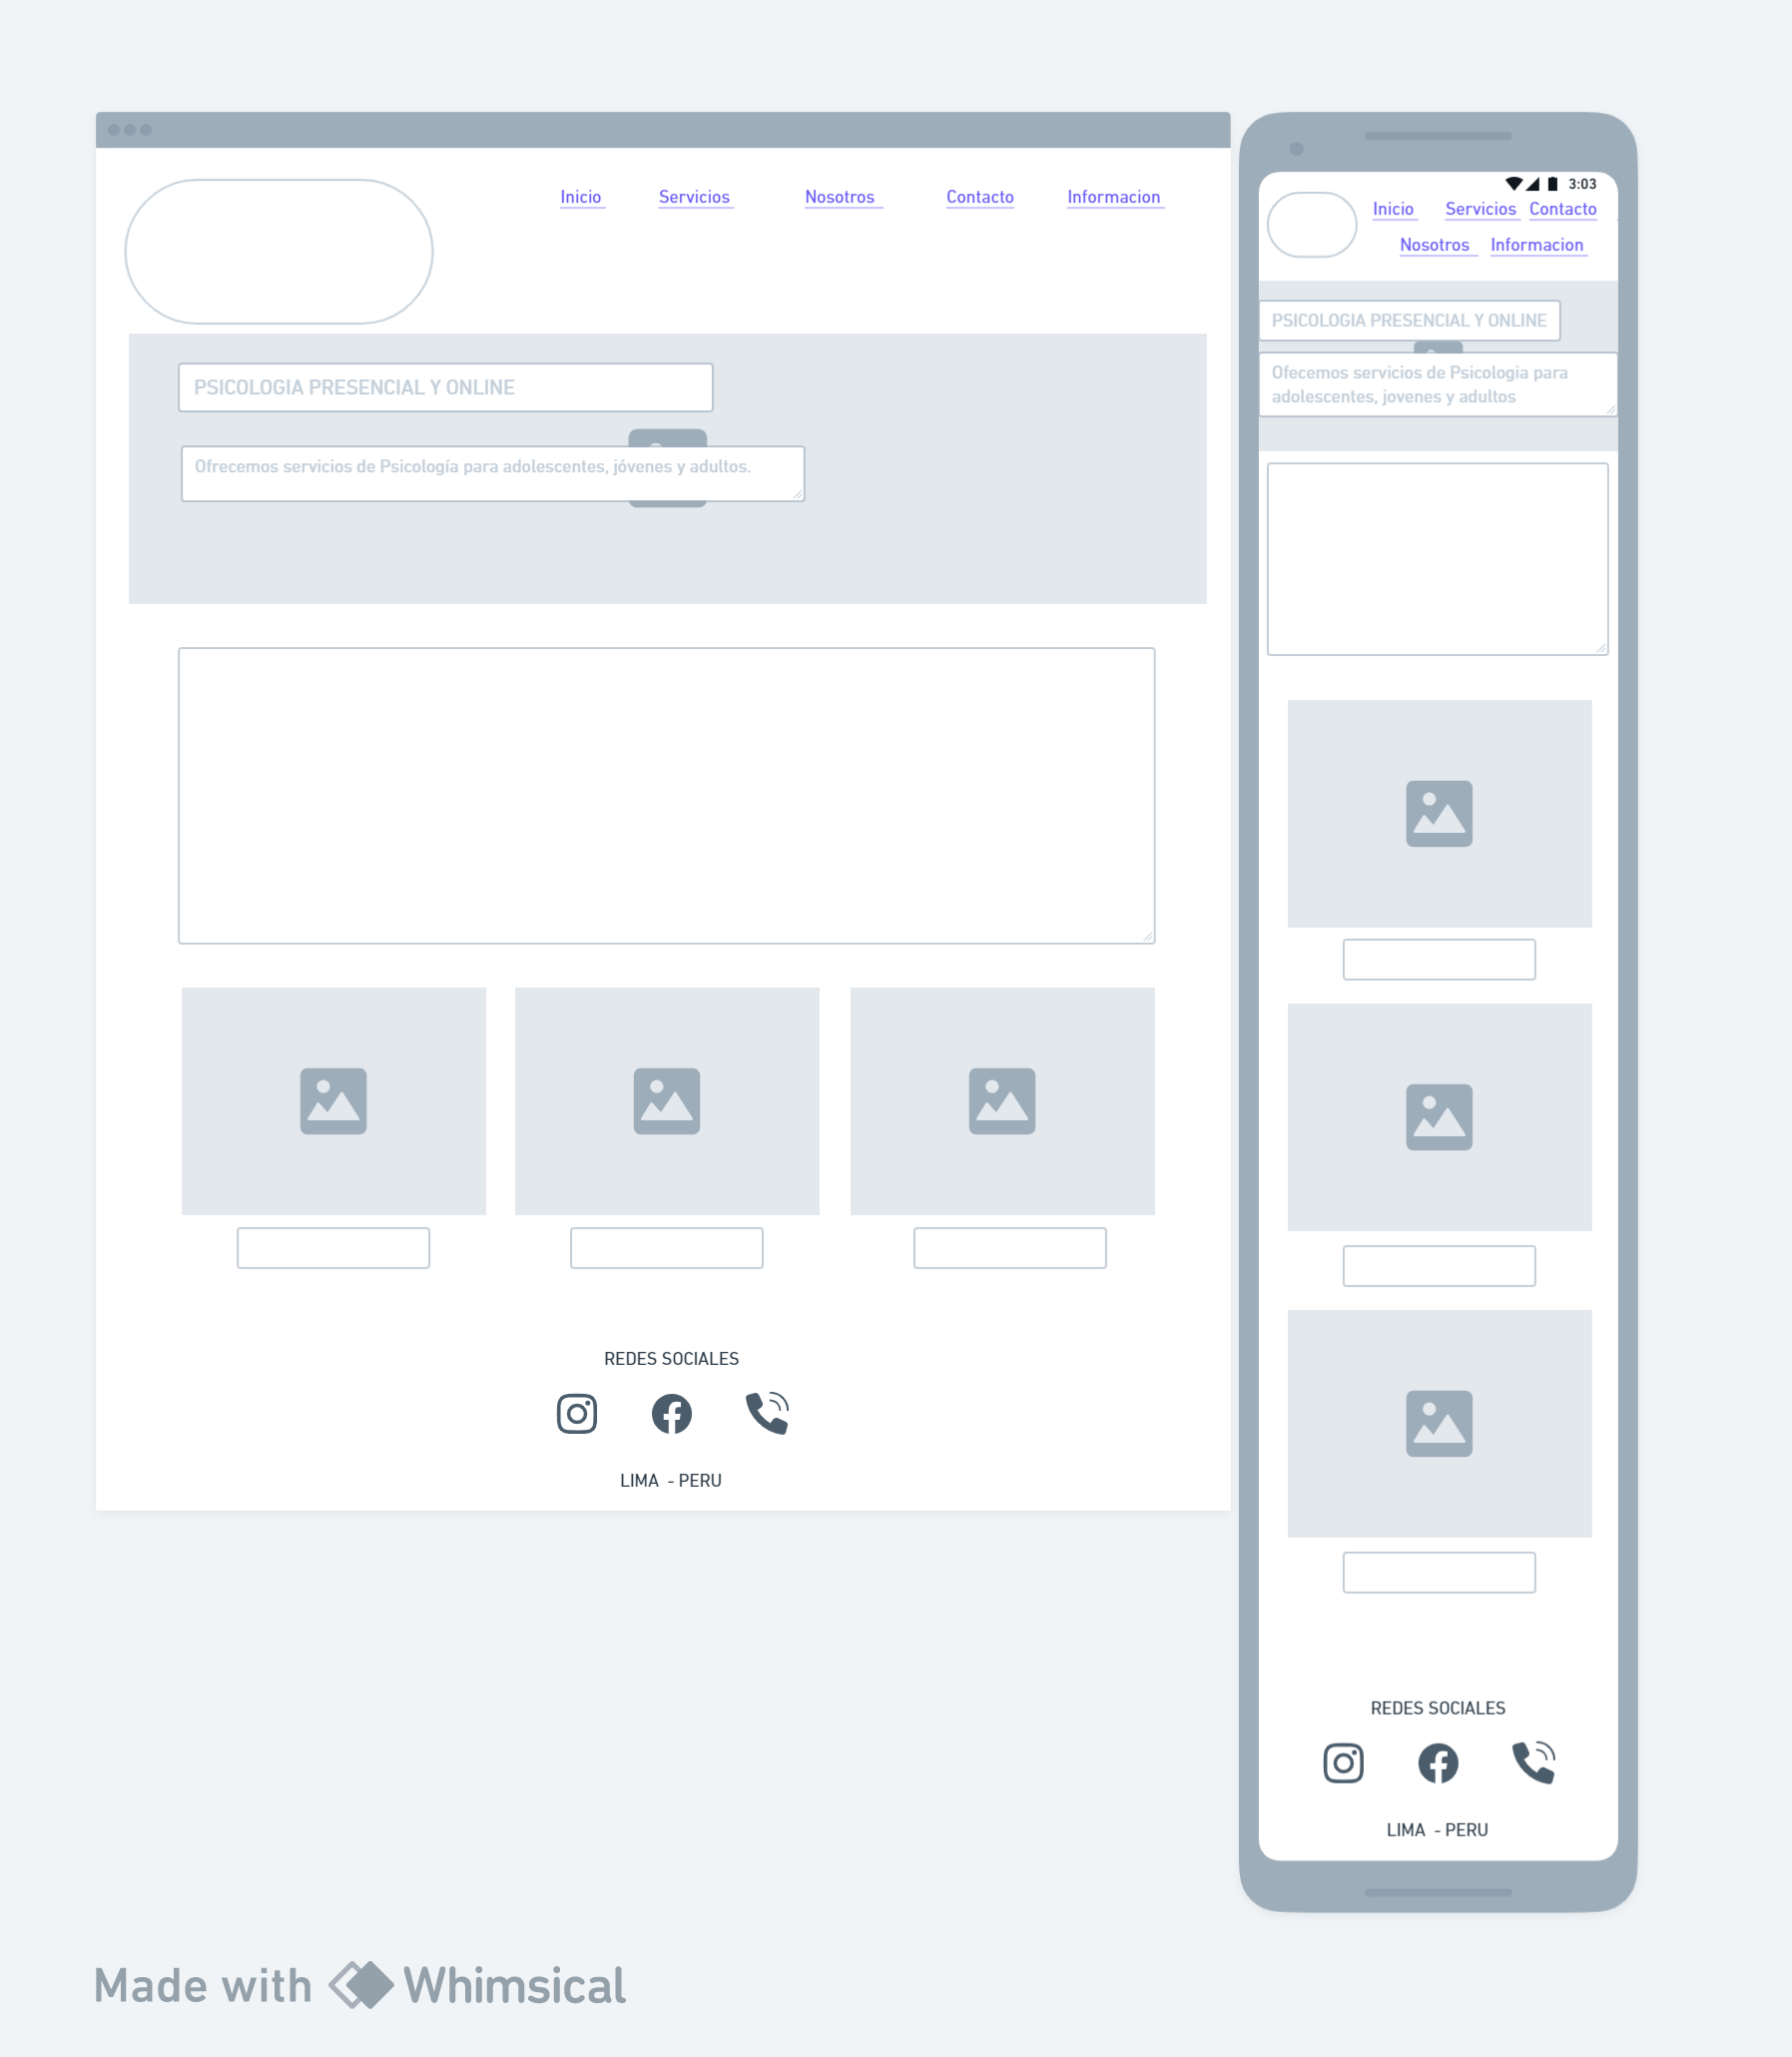 Inicio Servicios Nosotros Contacto Informacion
PSICOLOGIA PRESENCIAL Y ONLINE
Ofrecemos servicios de Psicología para adolescentes, jóvenes y adultos.
REDES SOCIALES
LIMA - PERU
3:03
Inicio Servicios Contacto
Nosotros Informacion
PSICOLOGIA PRESENCIAL Y ONLINE
Ofecemos servicios de Psicologia para
adolescentes, jovenes y adultos
REDES SOCIALES
LIMA - PERU
Made with Whimsical